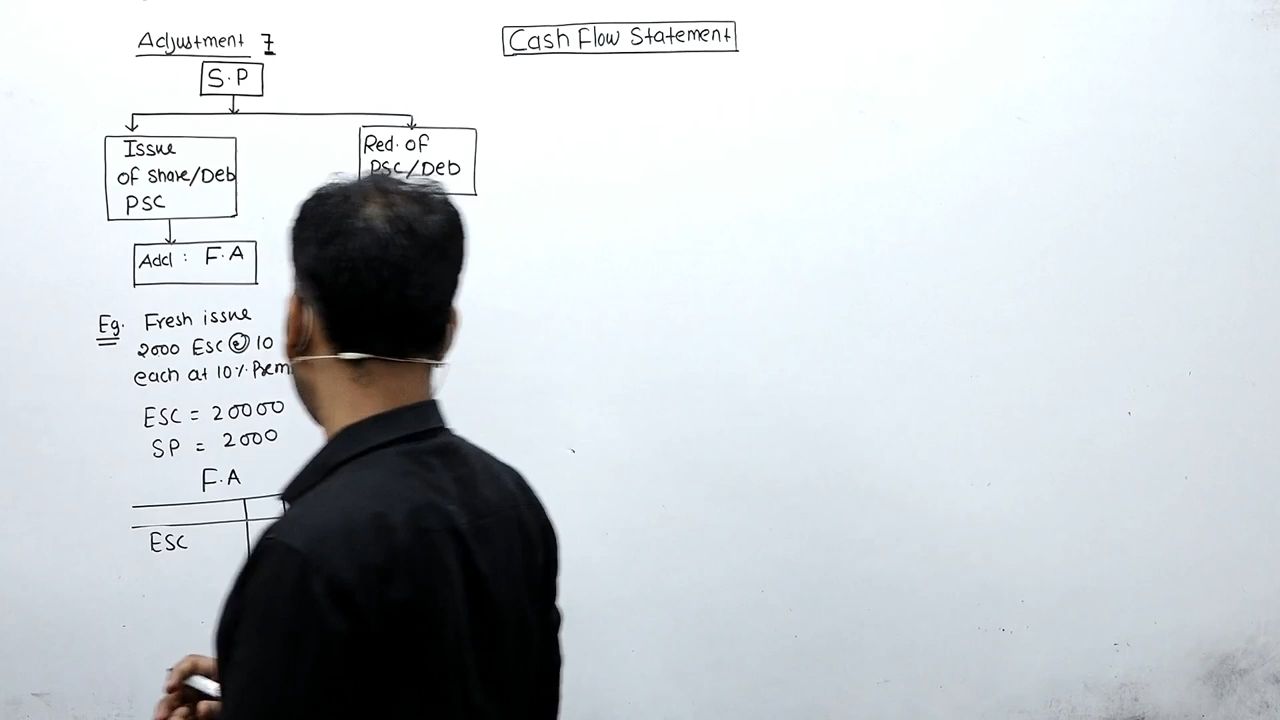 Adjustment 7
Cash Flow Statement
S.P
Issue
of share/Deb
PSC
Red. of
PSC/Deb
Add : F.A
Eg. Fresh issue
2000 ESC @ 10
each at 10% Prem
ESC = 20000
SP = 2000
F.A
ESC